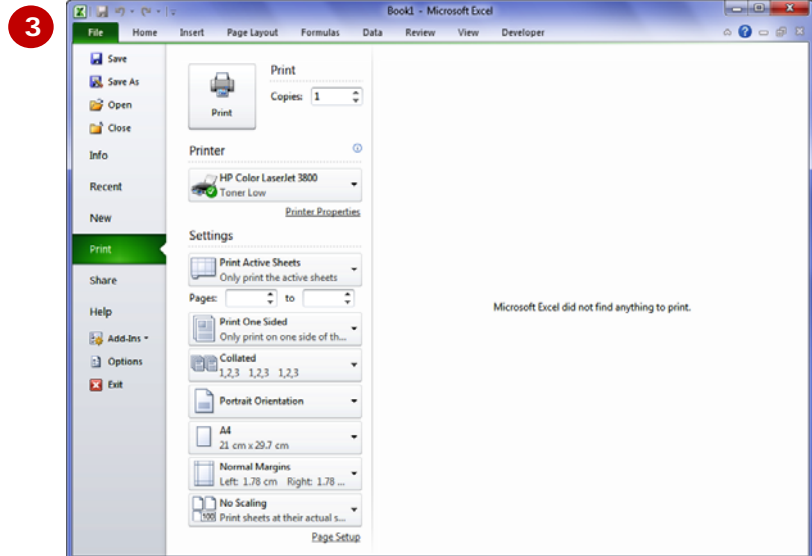 3
Book1 - Microsoft Excel
File Home Insert Page Layout Formulas Data Review View Developer
Save
Save As
Open
Close
Info
Recent
New
Print
Share
Help
Add-Ins
Options
Exit
Print
Print
Copies: 1
Printer
HP Color LaserJet 3800
Toner Low
Printer Properties
Settings
Print Active Sheets
Only print the active sheets
Pages: to
Print One Sided
Only print on one side of th...
Collated
1,2,3 1,2,3 1,2,3
Portrait Orientation
A4
21 cm x 29.7 cm
Normal Margins
Left: 1.78 cm Right: 1.78 ...
No Scaling
100 Print sheets at their actual s...
Page Setup
Microsoft Excel did not find anything to print.